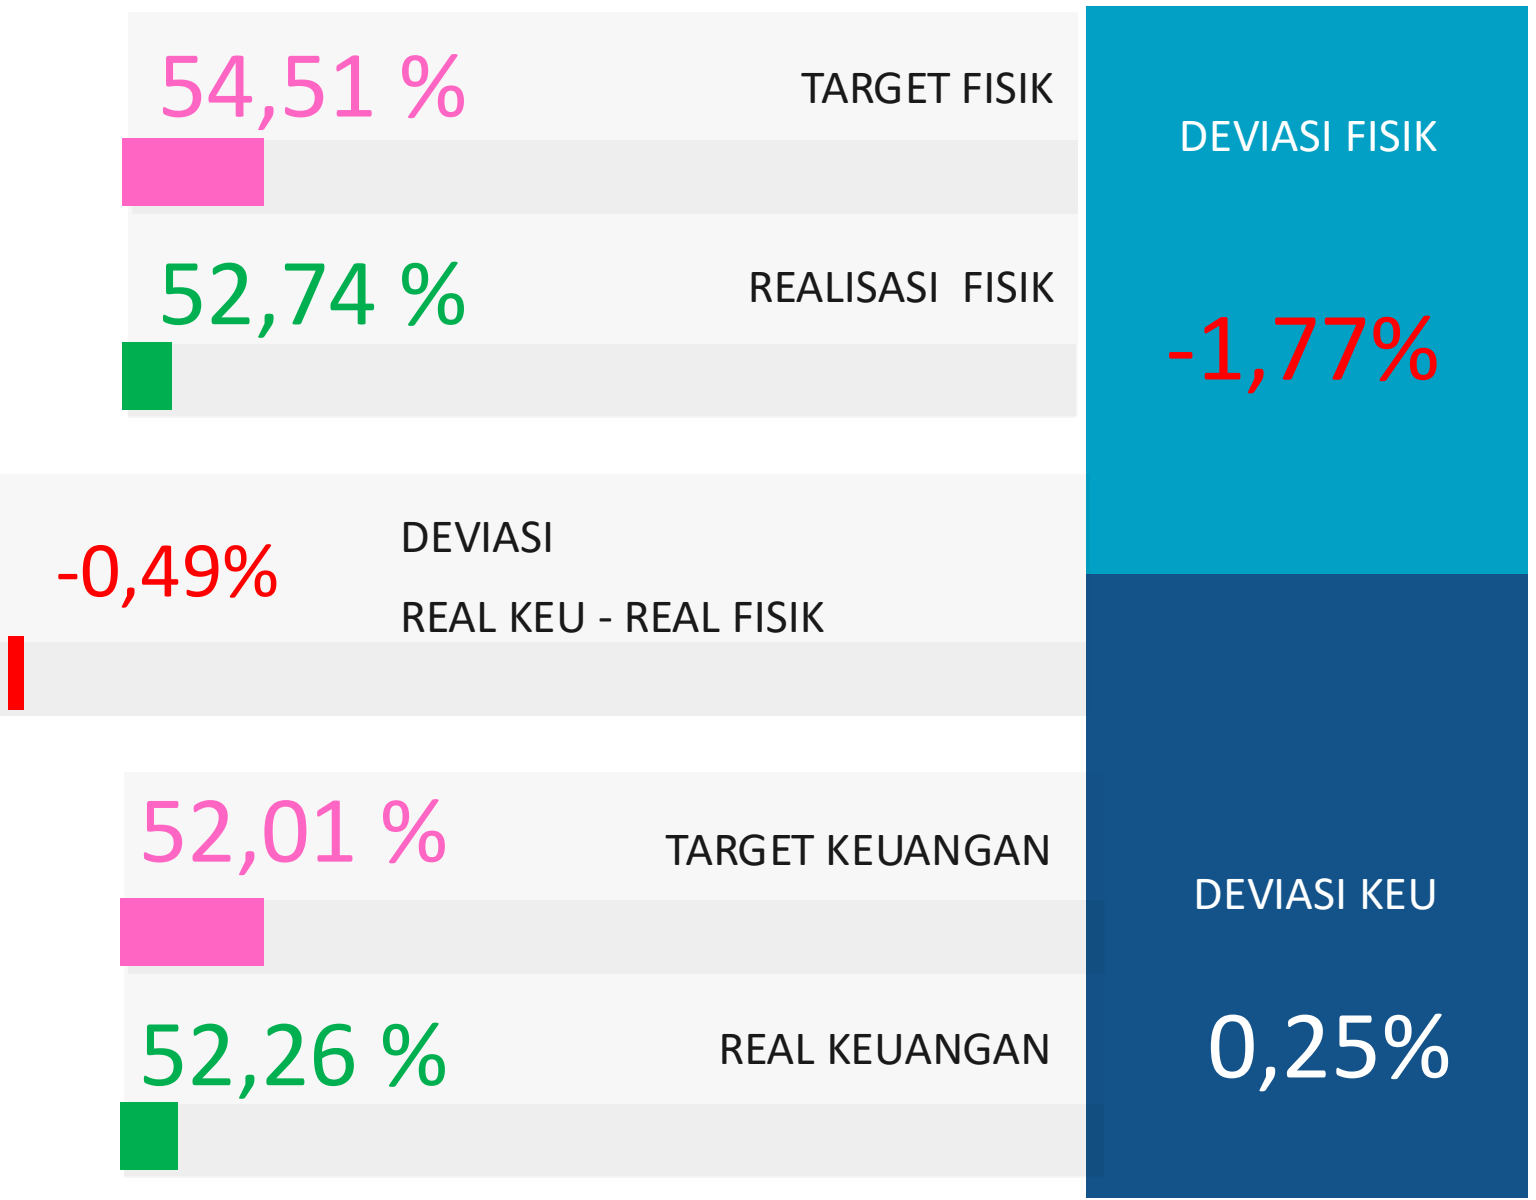 54,51 %
TARGET FISIK
52,74 %
REALISASI  FISIK
DEVIASI FISIK
-1,77%
-0,49%
DEVIASI
REAL KEU - REAL FISIK
52,01 %
TARGET KEUANGAN
52,26 %
REAL KEUANGAN
DEVIASI KEU
0,25%